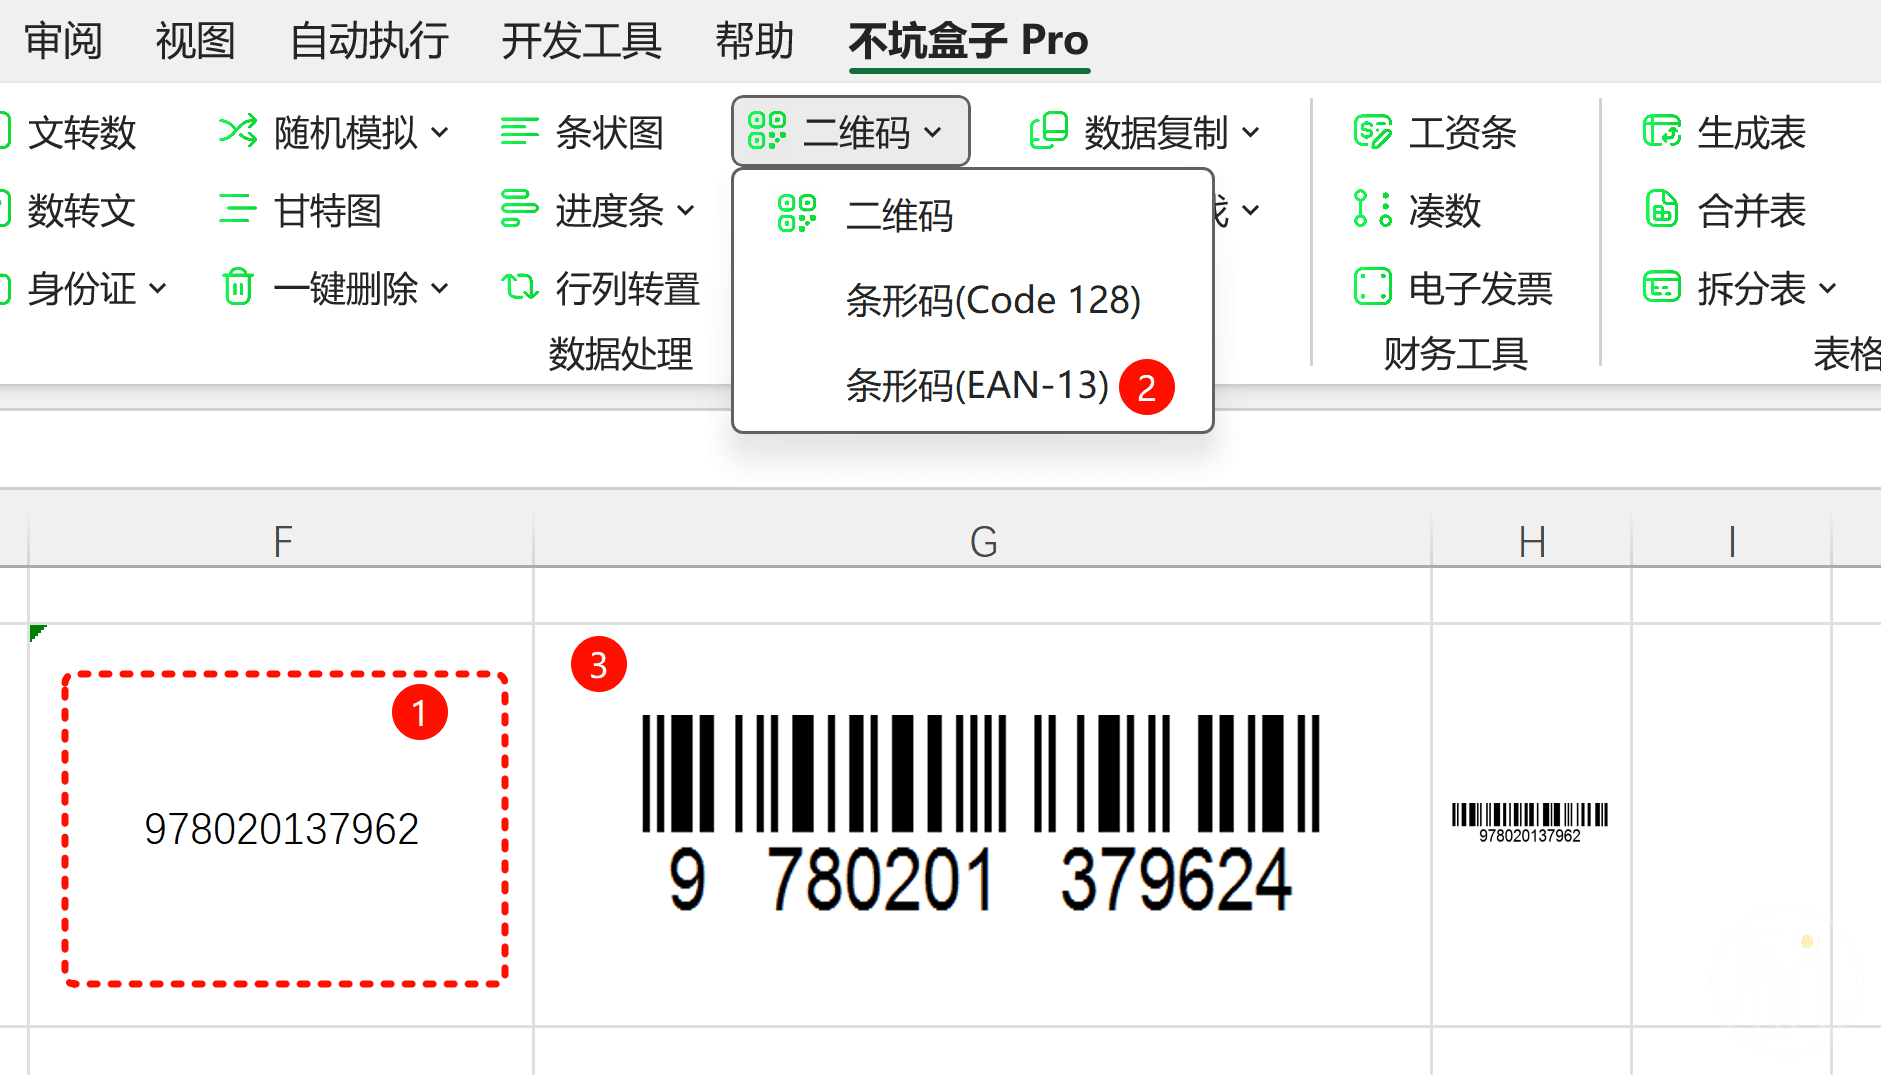 审阅 视图 自动执行 开发工具 帮助 不坑盒子 Pro
文转数 随机模拟 条状图 二维码 数据复制 工资条 生成表
数转文 甘特图 进度条 凑数 合并表
身份证 一键删除 行列转置 电子发票 拆分表
数据处理 财务工具 表格
二维码
条形码(Code 128)
条形码(EAN-13) 2
F G H I
3
1
978020137962
9 780201 379624
978020137962